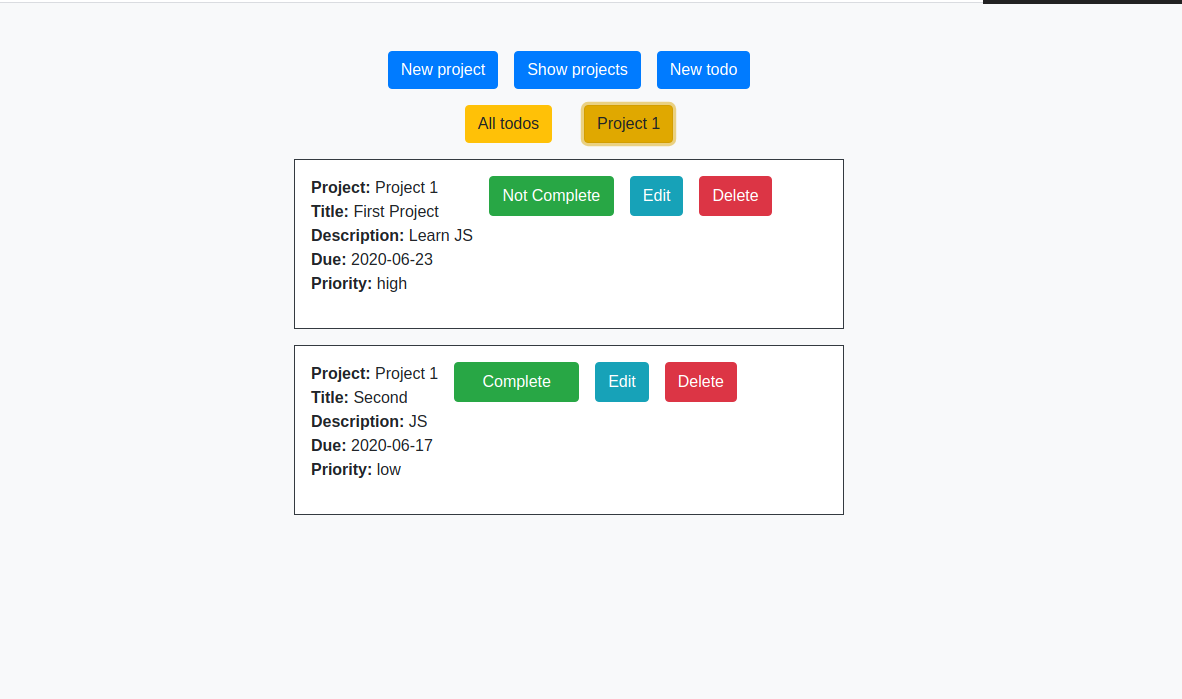 New project Show projects New todo
All todos Project 1
Project: Project 1 Not Complete Edit Delete
Title: First Project
Description: Learn JS
Due: 2020-06-23
Priority: high
Project: Project 1 Complete Edit Delete
Title: Second
Description: JS
Due: 2020-06-17
Priority: low